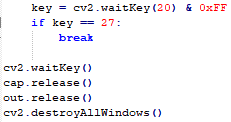 key = cv2.waitKey(20) & 0xFF
if key == 27:
break
cv2.waitKey()
cap.release()
out.release()
cv2.destroyAllWindows()